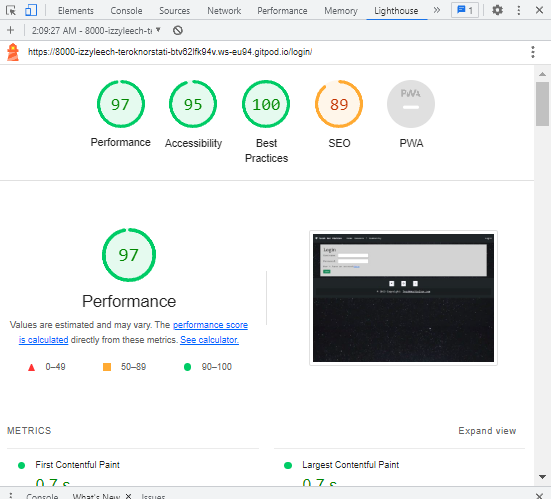 Elements Console Sources Network Performance Memory Lighthouse » 1
+ 2:09:27 AM - 8000-izzyleech-t
https://8000-izzyleech-teroknorstati-btv62lfk94v.ws-eu94.gitpod.io/login/
97 95 100 89 PWA
Performance Accessibility Best Practices SEO PWA
97
Performance
Values are estimated and may vary. The performance score
is calculated directly from these metrics. See calculator.
0–49 50–89 90–100
Login
METRICS Expand view
First Contentful Paint Largest Contentful Paint
0.7 s 0.7 s
Console What's New Issues